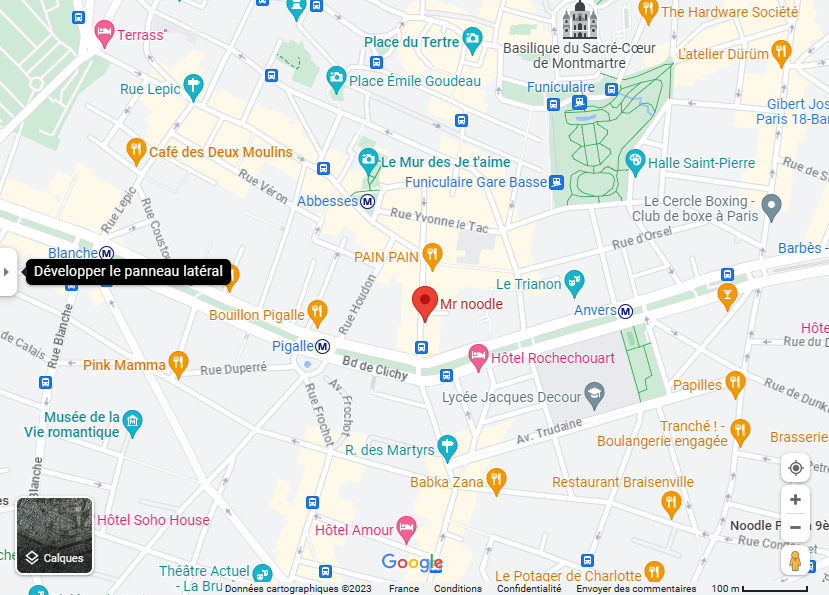 Terrass"
The Hardware Société
Place du Tertre
Basilique du Sacré-Cœur
de Montmartre
L'atelier Dürüm
Place Émile Goudeau
Rue Lepic
Funiculaire
Gibert Jos
Paris 18-Bar
Café des Deux Moulins
Le Mur des Je t'aime
Halle Saint-Pierre
Rue Véron
Funiculaire Gare Basse
Rue de S
Rue Lepic
Abbesses
M
Le Cercle Boxing -
Club de boxe à Paris
Rue Yvonne le Tac
Rue Coustou
Rue d'Orsel
Blanche
M
Barbès -
PAIN PAIN
Développer le panneau latéral
Le Trianon
Rue Houdon
Mr noodle
Bouillon Pigalle
Anvers
M
Rue Blanche
Hôte
de Calais
Pigalle
M
Rue du D
Hôtel Rochechouart
Pink Mamma
Rue Duperré
Bd de Clichy
Papilles
Rue de Dunk
Lycée Jacques Decour
Rue Frochot
Av. Frochot
Musée de la
Vie romantique
Tranché ! -
Boulangerie engagée
Av. Trudaine
Brasserie
R. des Martyrs
Petre
Blanche
Babka Zana
Restaurant Braisenville
Hôtel Soho House
Noodle P n 9è
Hôtel Amour
Rue Condo
Calques
Google
Théâtre Actuel
- La Bru
Le Potager de Charlotte
Données cartographiques ©2023 France Conditions Confidentialité Envoyer des commentaires 100 m